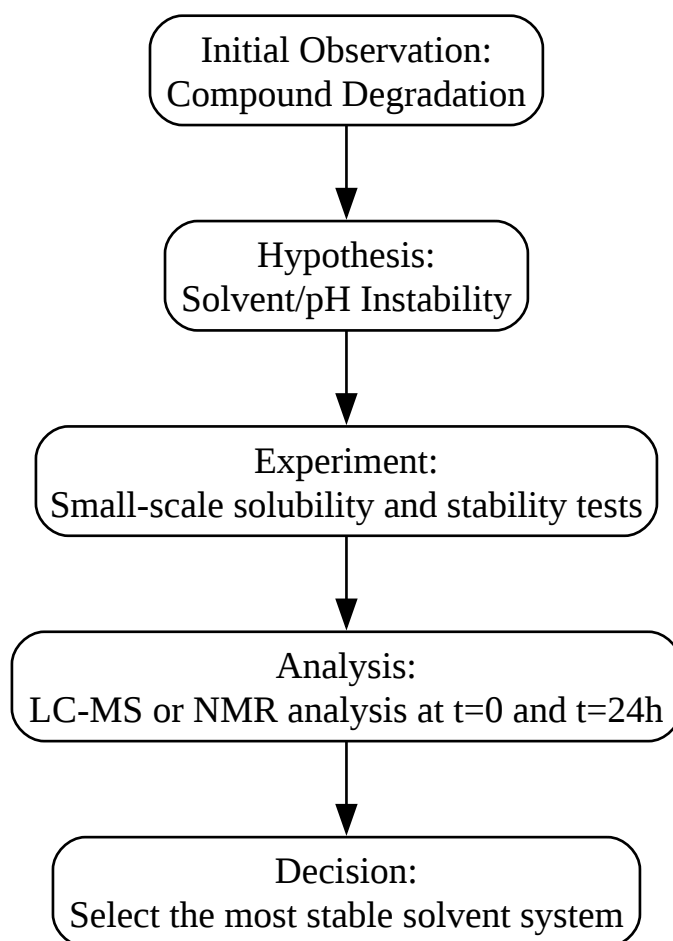 Initial Observation:
Compound Degradation
Hypothesis:
Solvent/pH Instability
Experiment:
Small-scale solubility and stability tests
Analysis:
LC-MS or NMR analysis at t=0 and t=24h
Decision:
Select the most stable solvent system